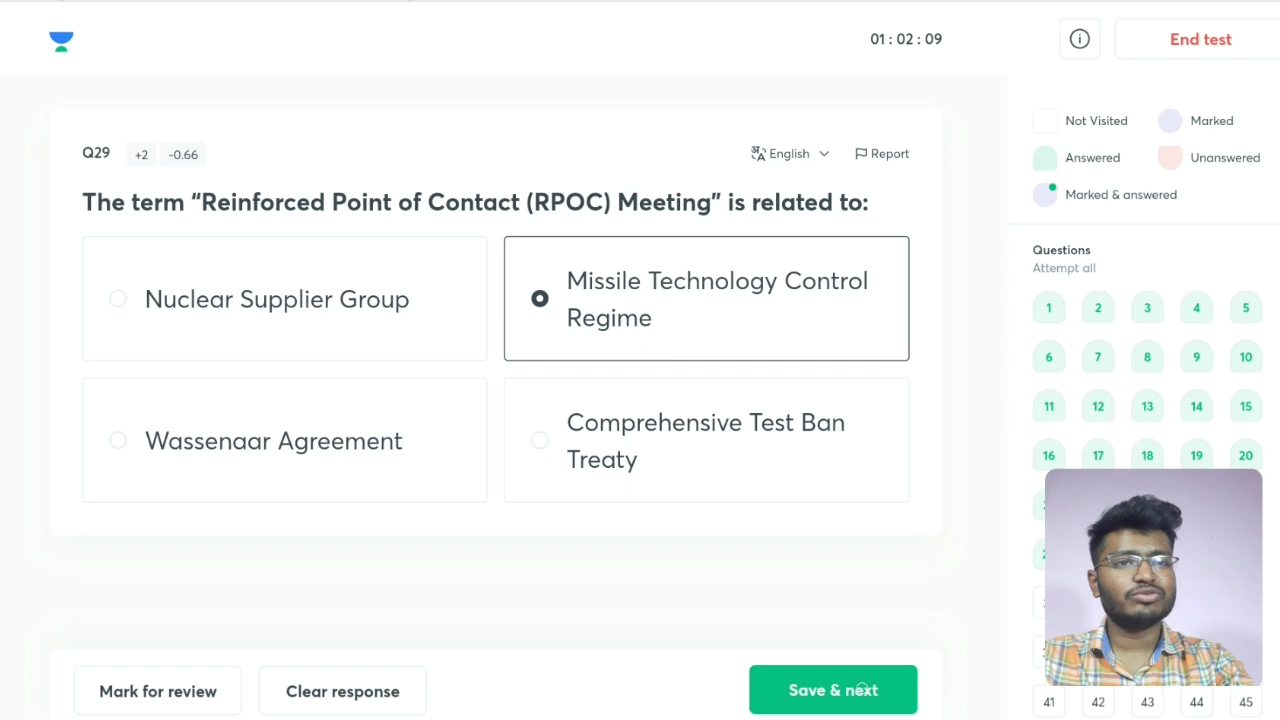 01 : 02 : 09
End test
Q29 +2 -0.66
English
Report
The term “Reinforced Point of Contact (RPOC) Meeting” is related to:
Nuclear Supplier Group
Missile Technology Control
Regime
Wassenaar Agreement
Comprehensive Test Ban
Treaty
Mark for review
Clear response
Save & next
Not Visited
Marked
Answered
Unanswered
Marked & answered
Questions
Attempt all
1 2 3 4 5
6 7 8 9 10
11 12 13 14 15
16 17 18 19 20
41 42 43 44 45